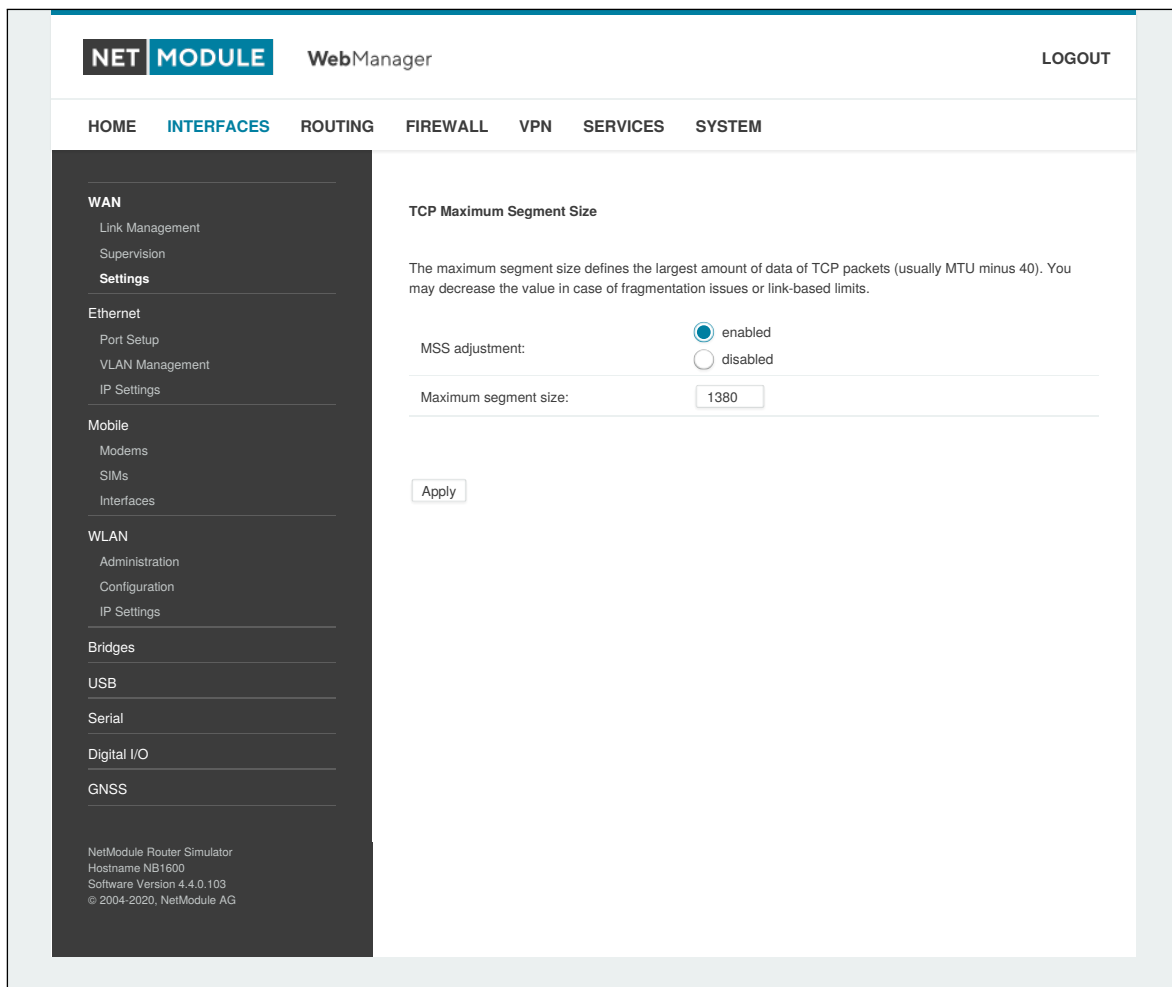 NET MODULE WebManager LOGOUT
HOME INTERFACES ROUTING FIREWALL VPN SERVICES SYSTEM
WAN
Link Management
Supervision
Settings
Ethernet
Port Setup
VLAN Management
IP Settings
Mobile
Modems
SIMs
Interfaces
WLAN
Administration
Configuration
IP Settings
Bridges
USB
Serial
Digital I/O
GNSS
NetModule Router Simulator
Hostname NB1600
Software Version 4.4.0.103
© 2004-2020, NetModule AG
TCP Maximum Segment Size
The maximum segment size defines the largest amount of data of TCP packets (usually MTU minus 40). You
may decrease the value in case of fragmentation issues or link-based limits.
MSS adjustment:
enabled
disabled
Maximum segment size: 1380
Apply